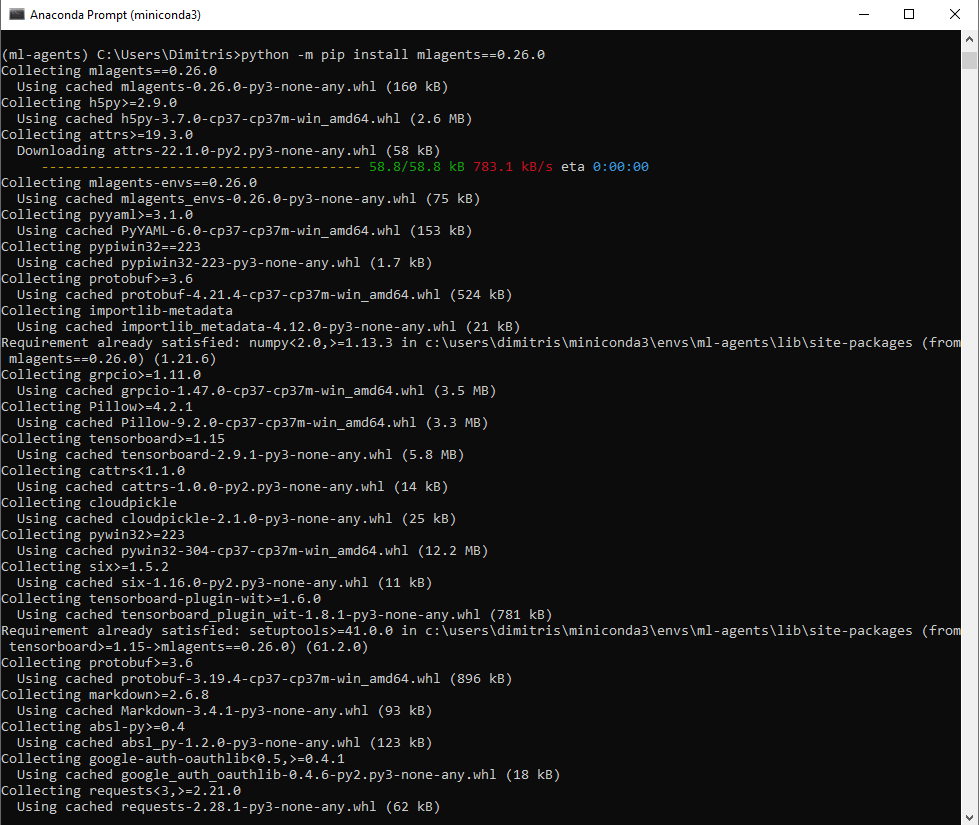 Anaconda Prompt (miniconda3)
(ml-agents) C:\Users\Dimitris>python -m pip install mlagents==0.26.0
Collecting mlagents==0.26.0
  Using cached mlagents-0.26.0-py3-none-any.whl (160 kB)
Collecting h5py>=2.9.0
  Using cached h5py-3.7.0-cp37-cp37m-win_amd64.whl (2.6 MB)
Collecting attrs>=19.3.0
  Downloading attrs-22.1.0-py2.py3-none-any.whl (58 kB)
     ---------------------------------------- 58.8/58.8 kB 783.1 kB/s eta 0:00:00
Collecting mlagents-envs==0.26.0
  Using cached mlagents_envs-0.26.0-py3-none-any.whl (75 kB)
Collecting pyyaml>=3.1.0
  Using cached PyYAML-6.0-cp37-cp37m-win_amd64.whl (153 kB)
Collecting pypiwin32==223
  Using cached pypiwin32-223-py3-none-any.whl (1.7 kB)
Collecting protobuf>=3.6
  Using cached protobuf-4.21.4-cp37-cp37m-win_amd64.whl (524 kB)
Collecting importlib-metadata
  Using cached importlib_metadata-4.12.0-py3-none-any.whl (21 kB)
Requirement already satisfied: numpy<2.0,>=1.13.3 in c:\users\dimitris\miniconda3\envs\ml-agents\lib\site-packages (from
 mlagents==0.26.0) (1.21.6)
Collecting grpcio>=1.11.0
  Using cached grpcio-1.47.0-cp37-cp37m-win_amd64.whl (3.5 MB)
Collecting Pillow>=4.2.1
  Using cached Pillow-9.2.0-cp37-cp37m-win_amd64.whl (3.3 MB)
Collecting tensorboard>=1.15
  Using cached tensorboard-2.9.1-py3-none-any.whl (5.8 MB)
Collecting cattrs<1.1.0
  Using cached cattrs-1.0.0-py2.py3-none-any.whl (14 kB)
Collecting cloudpickle
  Using cached cloudpickle-2.1.0-py3-none-any.whl (25 kB)
Collecting pywin32>=223
  Using cached pywin32-304-cp37-cp37m-win_amd64.whl (12.2 MB)
Collecting six>=1.5.2
  Using cached six-1.16.0-py2.py3-none-any.whl (11 kB)
Collecting tensorboard-plugin-wit>=1.6.0
  Using cached tensorboard_plugin_wit-1.8.1-py3-none-any.whl (781 kB)
Requirement already satisfied: setuptools>=41.0.0 in c:\users\dimitris\miniconda3\envs\ml-agents\lib\site-packages (from
 tensorboard>=1.15->mlagents==0.26.0) (61.2.0)
Collecting protobuf>=3.6
  Using cached protobuf-3.19.4-cp37-cp37m-win_amd64.whl (896 kB)
Collecting markdown>=2.6.8
  Using cached Markdown-3.4.1-py3-none-any.whl (93 kB)
Collecting absl-py>=0.4
  Using cached absl_py-1.2.0-py3-none-any.whl (123 kB)
Collecting google-auth-oauthlib<0.5,>=0.4.1
  Using cached google_auth_oauthlib-0.4.6-py2.py3-none-any.whl (18 kB)
Collecting requests<3,>=2.21.0
  Using cached requests-2.28.1-py3-none-any.whl (62 kB)